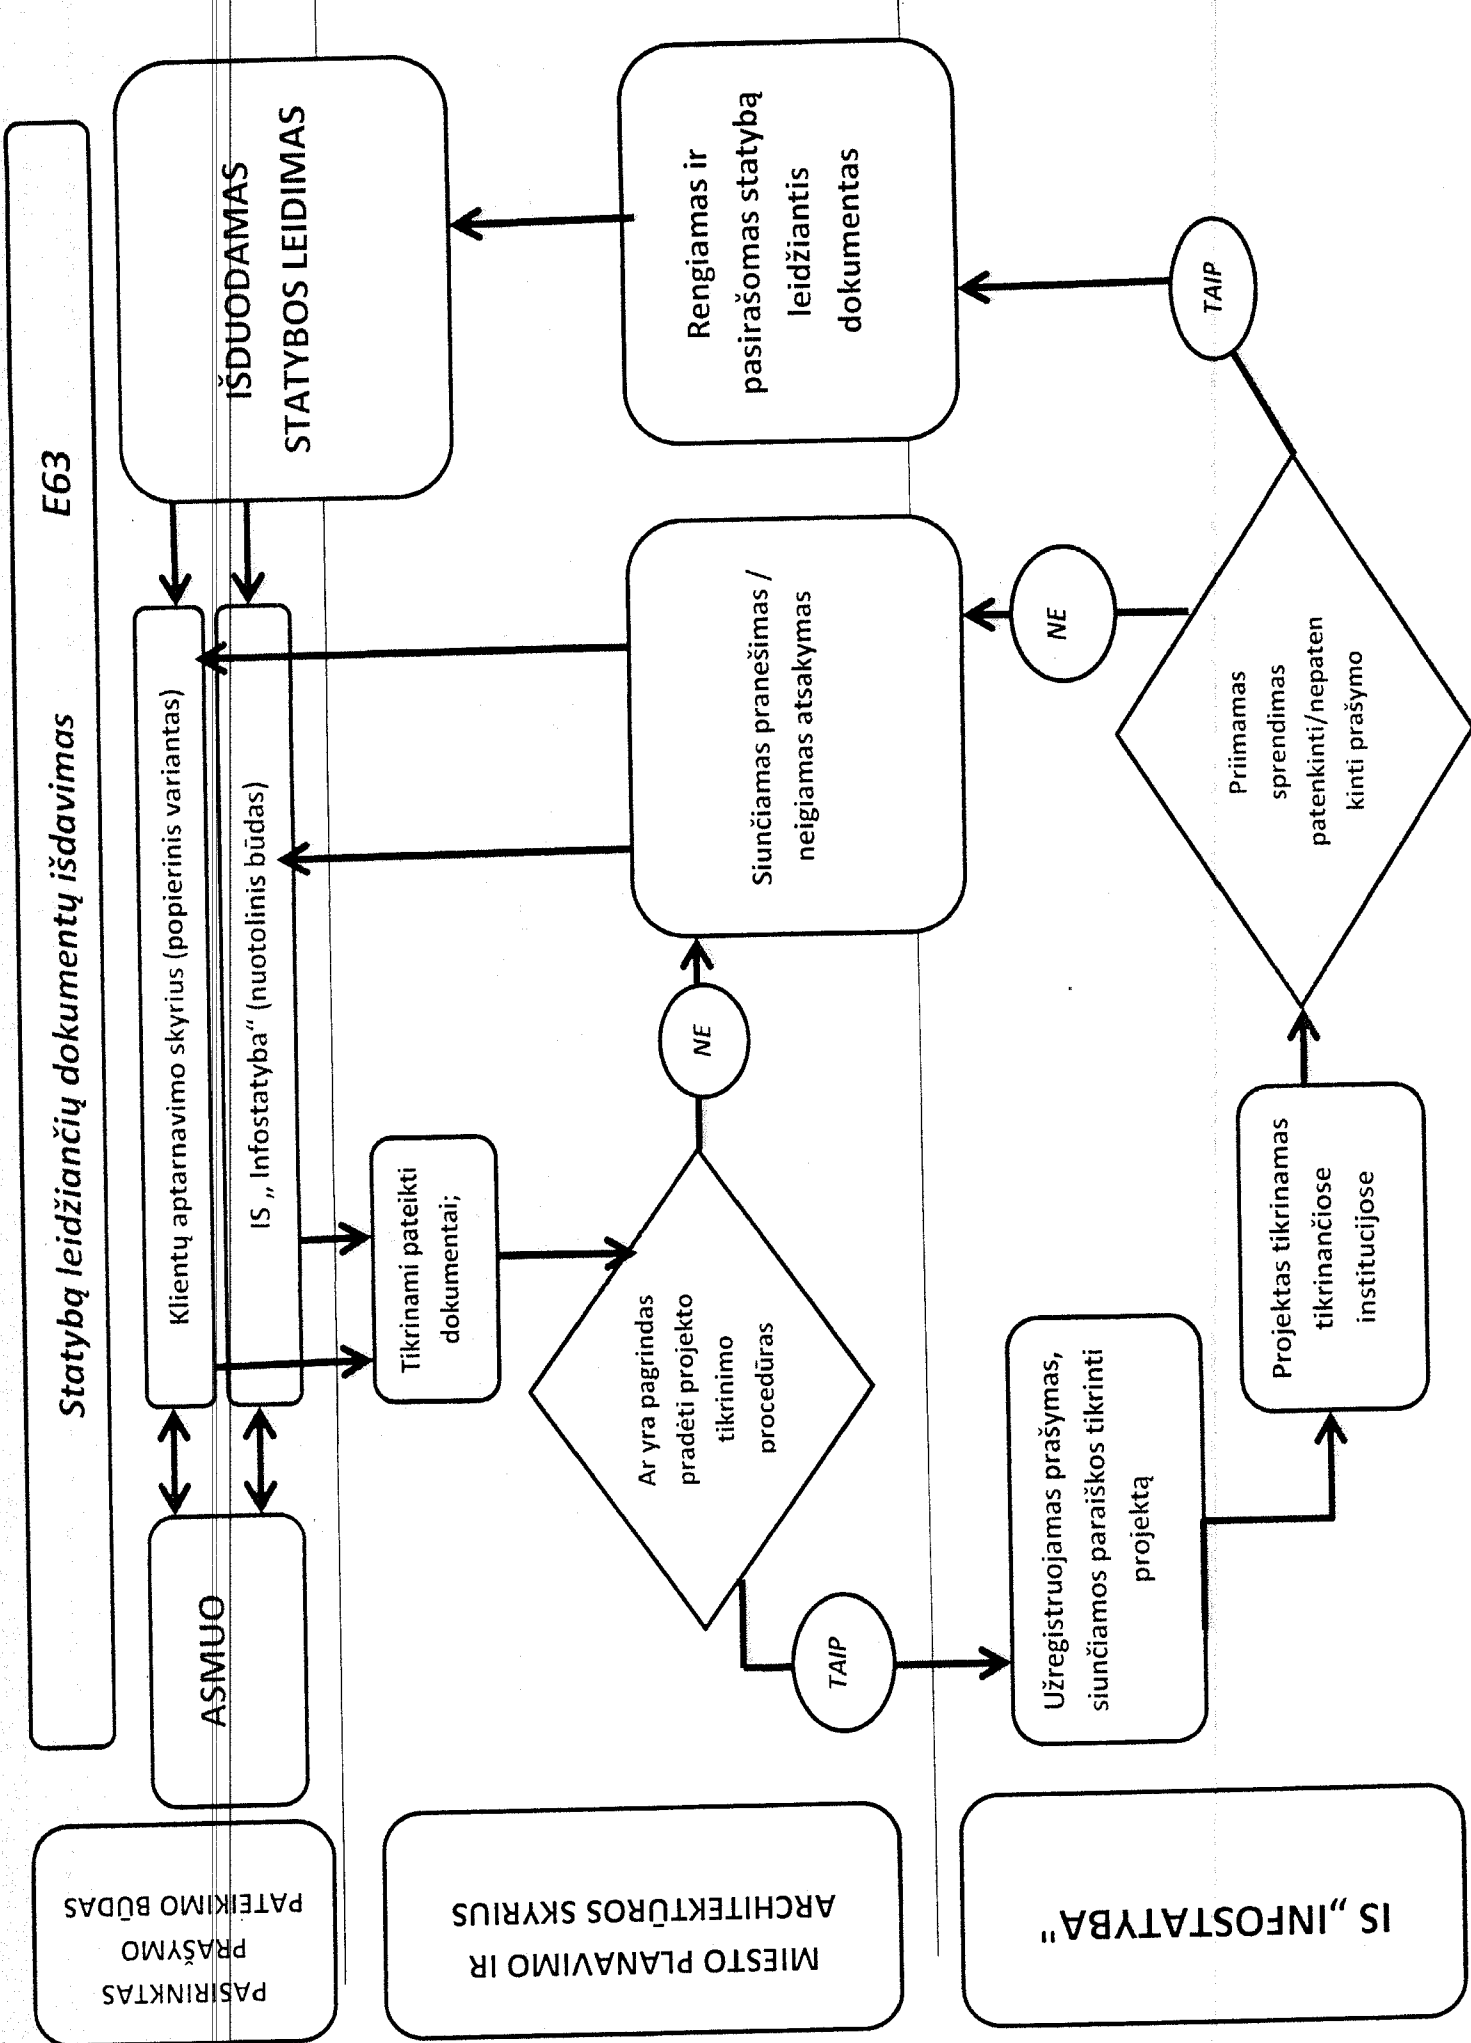 Statybą leidžiančių dokumentų išdavimas E63
PASIRINKTAS
PRAŠYMO
PATEIKIMO BŪDAS
ASMUO
Klientų aptarnavimo skyrius (popierinis variantas)
IS „ Infostatyba“ (nuotolinis būdas)
IŠDUODAMAS
STATYBOS LEIDIMAS
MIESTO PLANAVIMO IR
ARCHITEKTŪROS SKYRIUS
Tikrinami pateikti
dokumentai;
Ar yra pagrindas
pradėti projekto
tikrinimo
procedūras
NE
TAIP
Siunčiamas pranešimas /
neigiamas atsakymas
Rengiamas ir
pasirašomas statybą
leidžiantis
dokumentas
IS „INFOSTATYBA"
Užregistruojamas prašymas,
siunčiamos paraiškos tikrinti
projektą
Projektas tikrinamas
tikrinančiose
institucijose
Priimamas
sprendimas
patenkinti/nepaten
kinti prašymo
NE
TAIP